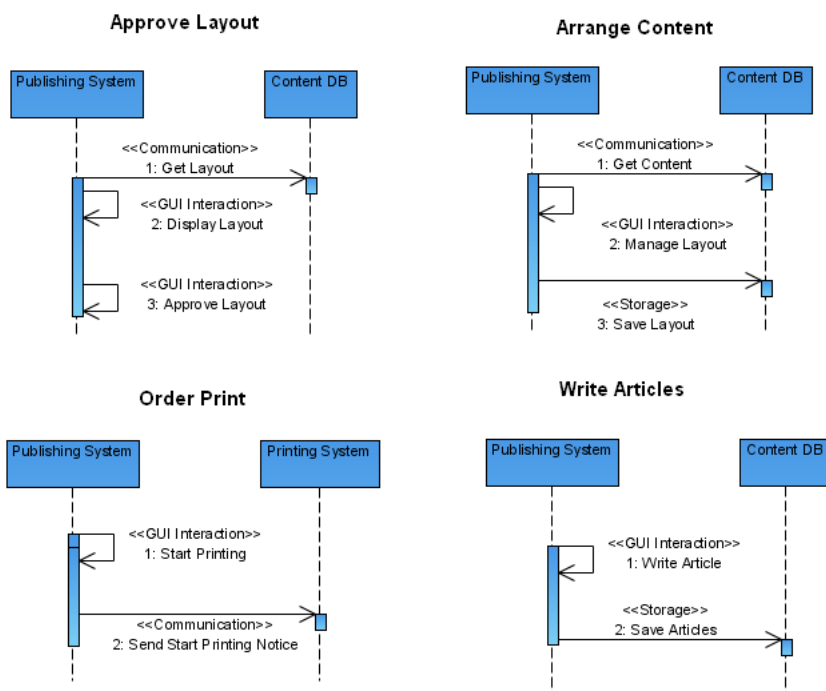 Approve Layout
Publishing System
Content DB
<<Communication>>
1: Get Layout
<<GUI Interaction>>
2: Display Layout
<<GUI Interaction>>
3: Approve Layout
Arrange Content
Publishing System
Content DB
<<Communication>>
1: Get Content
<<GUI Interaction>>
2: Manage Layout
<<Storage>>
3: Save Layout
Order Print
Publishing System
Printing System
<<GUI Interaction>>
1: Start Printing
<<Communication>>
2: Send Start Printing Notice
Write Articles
Publishing System
Content DB
<<GUI Interaction>>
1: Write Article
<<Storage>>
2: Save Articles